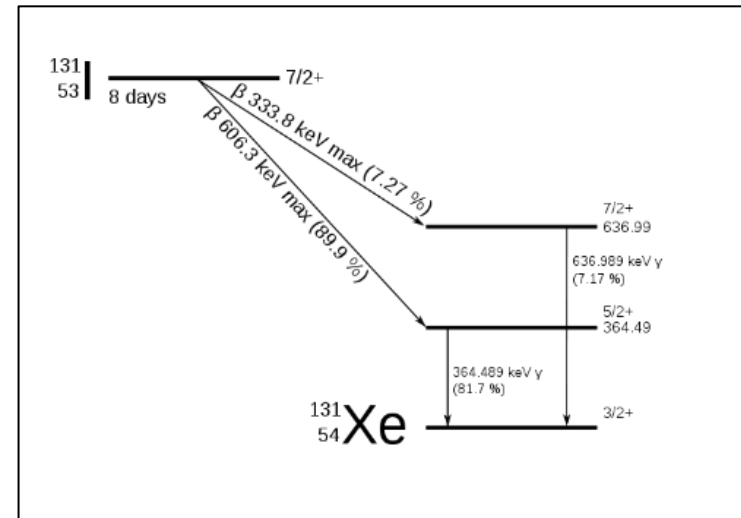 131
53 I
8 days
7/2+
β 333.8 keV max (7.27 %)
β 606.3 keV max (89.9 %)
7/2+
636.99
636.989 keV γ
(7.17 %)
5/2+
364.49
364.489 keV γ
(81.7 %)
131
54 Xe
3/2+